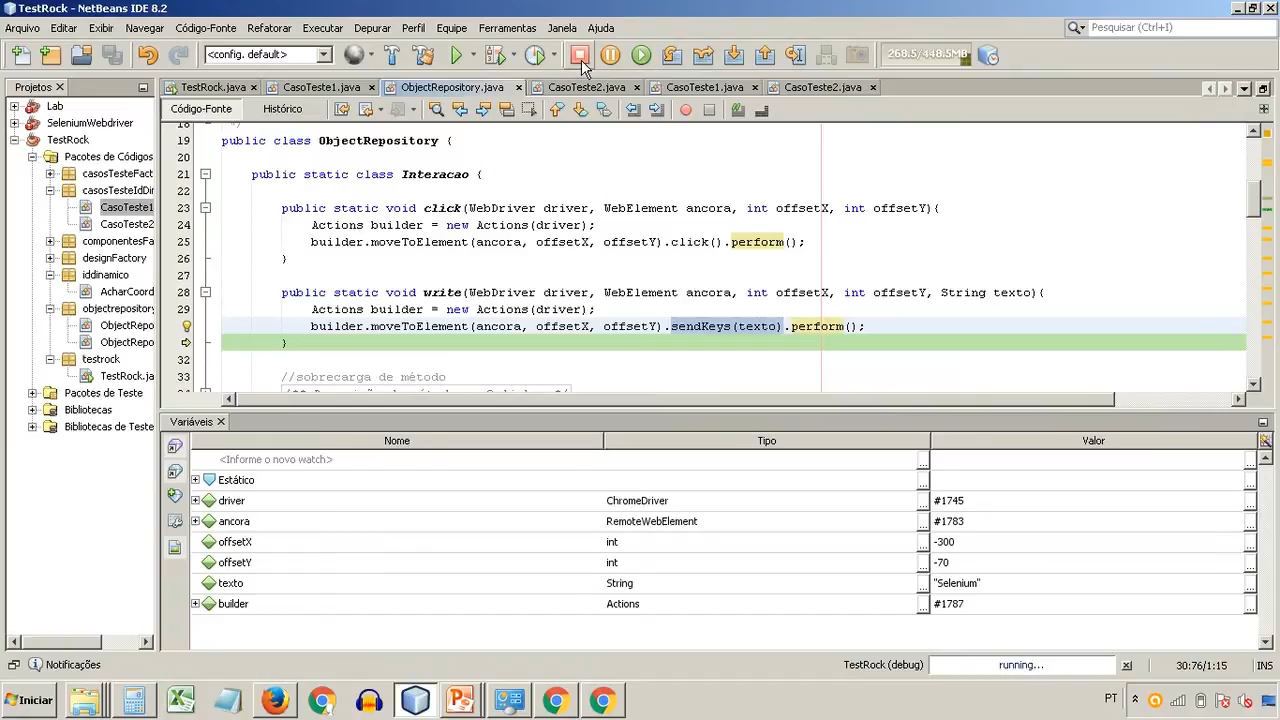 TestRock - NetBeans IDE 8.2
Arquivo Editar Exibir Navegar Código-Fonte Refatorar Executar Depurar Perfil Equipe Ferramentas Janela Ajuda
Pesquisar (Ctrl+I)
<config. default>
268.5/448.5MB
Projetos
TestRock.java CasoTeste1.java ObjectRepository.java CasoTeste2.java CasoTeste1.java CasoTeste2.java
Código-Fonte Histórico
Lab
SeleniumWebdriver
TestRock
Pacotes de Códigos
casosTesteFact
casosTesteIdDi
CasoTeste1
CasoTeste2
componentesFa
designFactory
iddinamico
AcharCoord
objectrepository
ObjectRepo
ObjectRepo
testrock
TestRock.ja
Pacotes de Teste
Bibliotecas
Bibliotecas de Teste
18 */
19 public class ObjectRepository {
20
21 public static class Interacao {
22
23 public static void click(WebDriver driver, WebElement ancora, int offsetX, int offsetY){
24 Actions builder = new Actions(driver);
25 builder.moveToElement(ancora, offsetX, offsetY).click().perform();
26 }
27
28 public static void write(WebDriver driver, WebElement ancora, int offsetX, int offsetY, String texto){
Actions builder = new Actions(driver);
builder.moveToElement(ancora, offsetX, offsetY).sendKeys(texto).perform();
}
32
33 //sobrecarga de método
Variáveis
Nome Tipo Valor
<Informe o novo watch>
Estático
driver ChromeDriver #1745
ancora RemoteWebElement #1783
offsetX int -300
offsetY int -70
texto String "Selenium"
builder Actions #1787
Notificações TestRock (debug) running... 30:76/1:15 INS
Iniciar PT